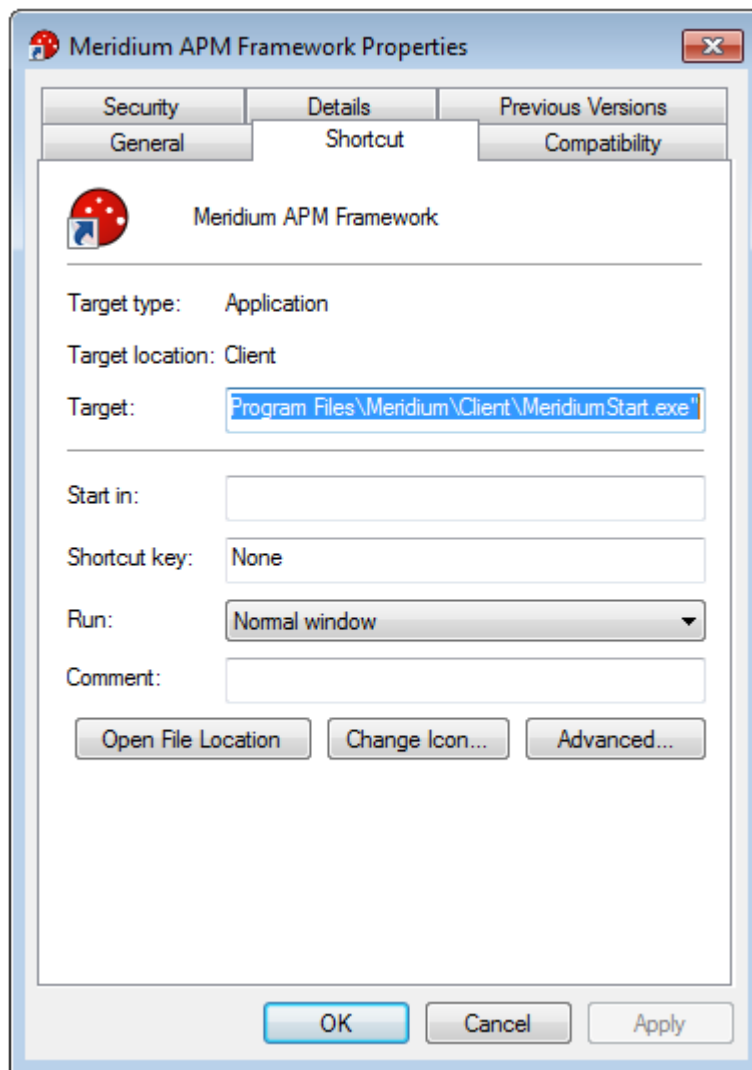 Meridium APM Framework Properties
Security Details Previous Versions
General Shortcut Compatibility
Meridium APM Framework
Target type: Application
Target location: Client
Target: Program Files\Meridium\Client\MeridiumStart.exe"
Start in:
Shortcut key: None
Run: Normal window
Comment:
Open File Location Change Icon... Advanced...
OK Cancel Apply